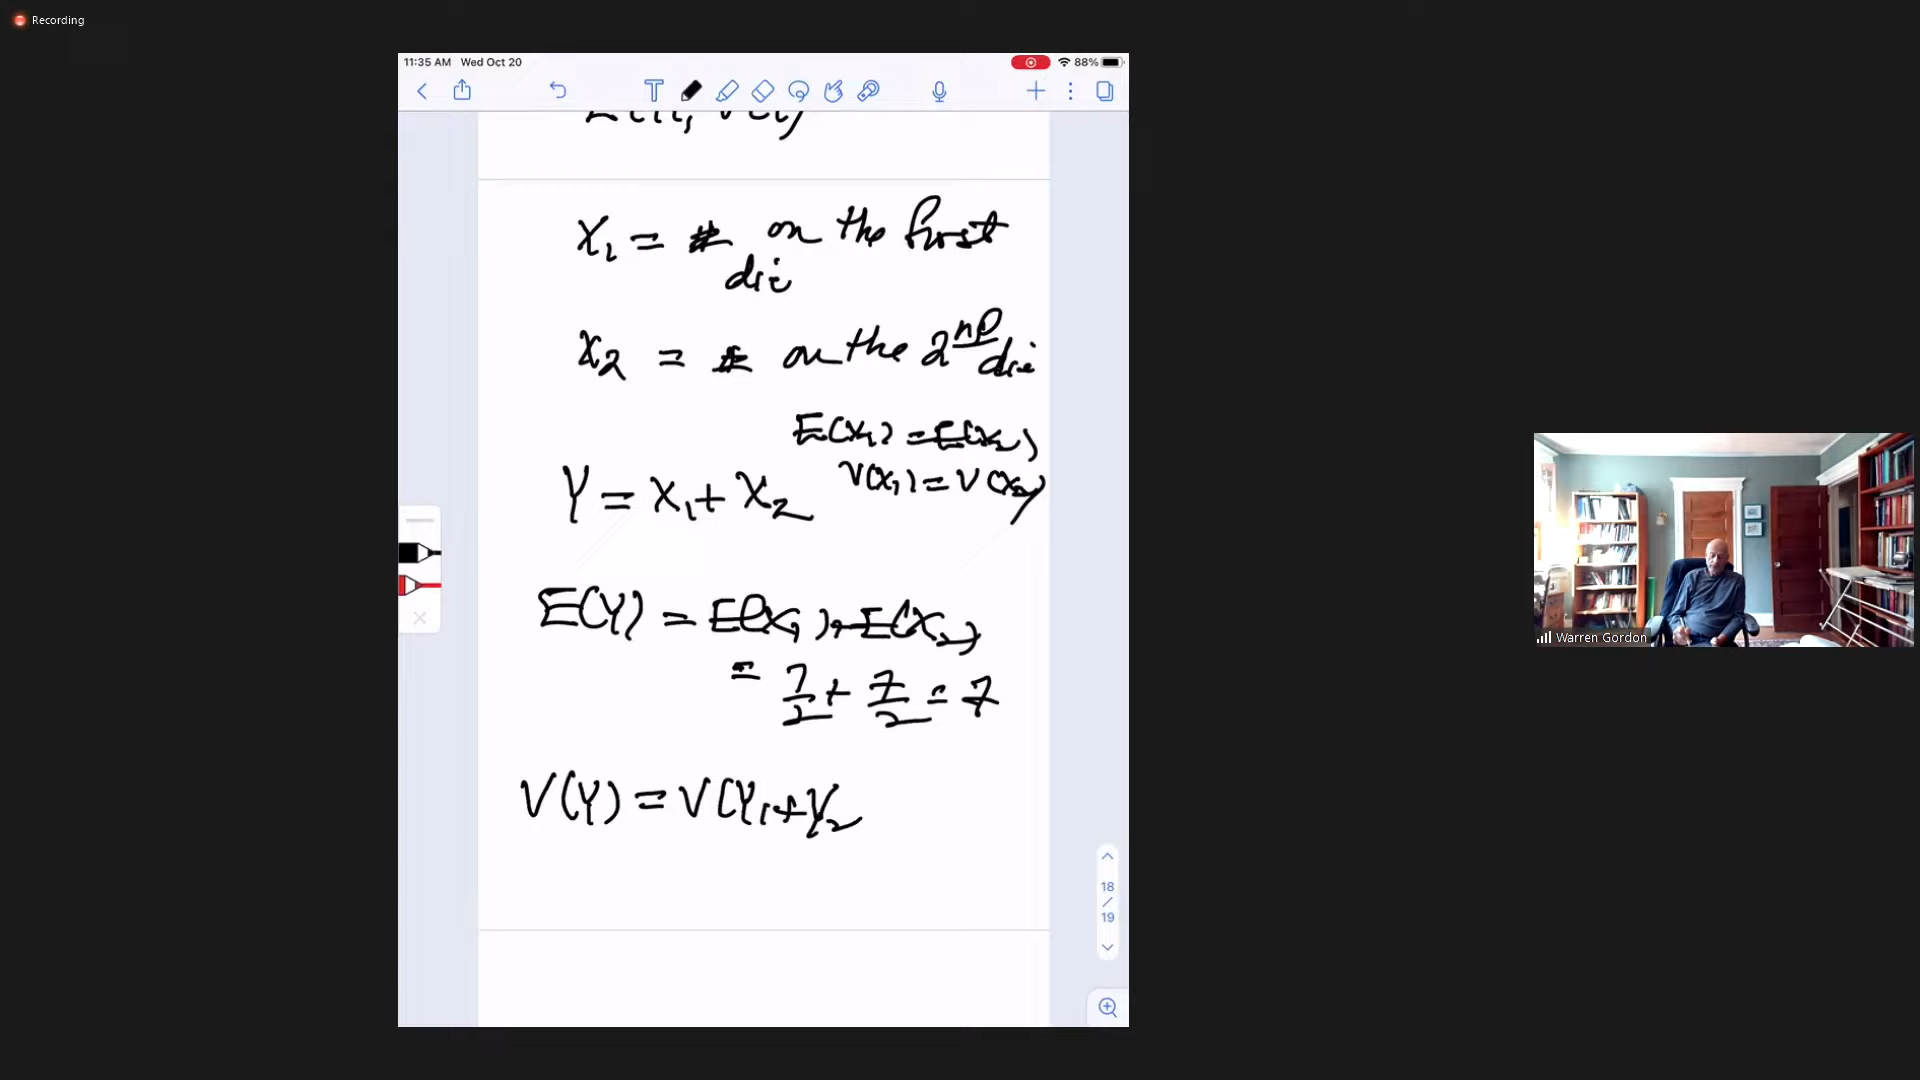 Recording
11:35 AM Wed Oct 20
88%
X₁ = # on the first
die
X₂ = # on the 2nd die
E(X₁) = E(X₂)
V(X₁) = V(X₂)
Y = X₁ + X₂
E(Y) = E(X₁) + E(X₂)
= 7/2 + 7/2 = 7
V(Y) = V(Y₁+Y₂
18
/
19
Warren Gordon